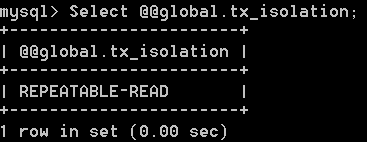 mysql> Select @@global.tx_isolation;
+-----------------------+
| @@global.tx_isolation |
+-----------------------+
| REPEATABLE-READ       |
+-----------------------+
1 row in set (0.00 sec)